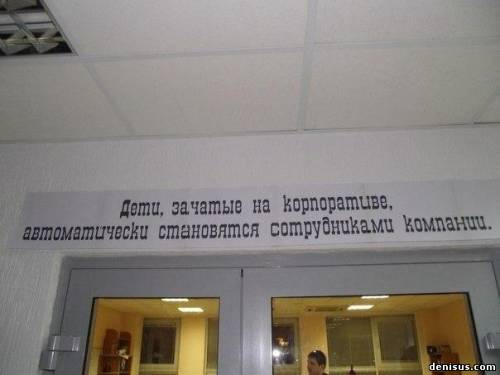 Дети, зачатые на корпоративе,
автоматически становятся сотрудниками компании.
denisus.com